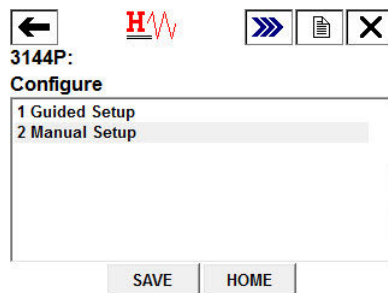 H
3144P:
Configure
1 Guided Setup
2 Manual Setup
SAVE HOME